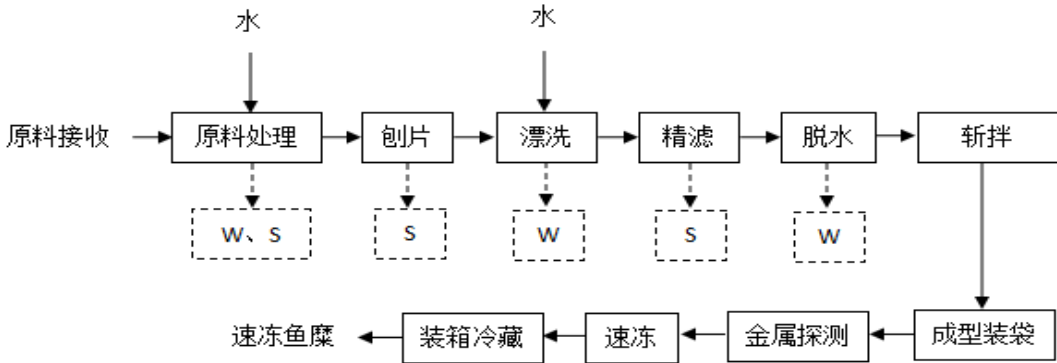 水
水
原料接收
原料处理
刨片
漂洗
精滤
脱水
斩拌
W、S
S
W
S
W
速冻鱼糜
装箱冷藏
速冻
金属探测
成型装袋